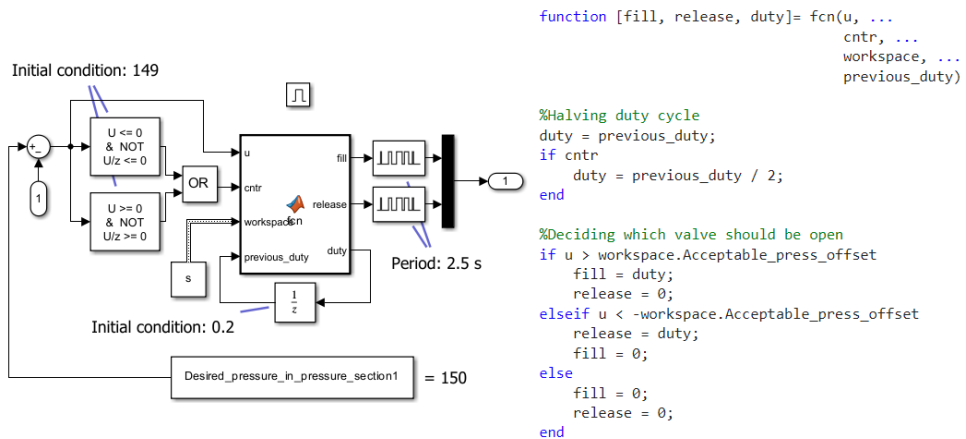 Initial condition: 149
U <= 0
& NOT
U/z <= 0
U >= 0
& NOT
U/z >= 0
OR
+
-
1
u
cntr
workspace
previous_duty
fcn
fill
release
duty
s
1
z
Initial condition: 0.2
Period: 2.5 s
1
Desired_pressure_in_pressure_section1
= 150
function [fill, release, duty]= fcn(u, ...
cntr, ...
workspace, ...
previous_duty)
%Halving duty cycle
duty = previous_duty;
if cntr
duty = previous_duty / 2;
end
%Deciding which valve should be open
if u > workspace.Acceptable_press_offset
fill = duty;
release = 0;
elseif u < -workspace.Acceptable_press_offset
release = duty;
fill = 0;
else
fill = 0;
release = 0;
end